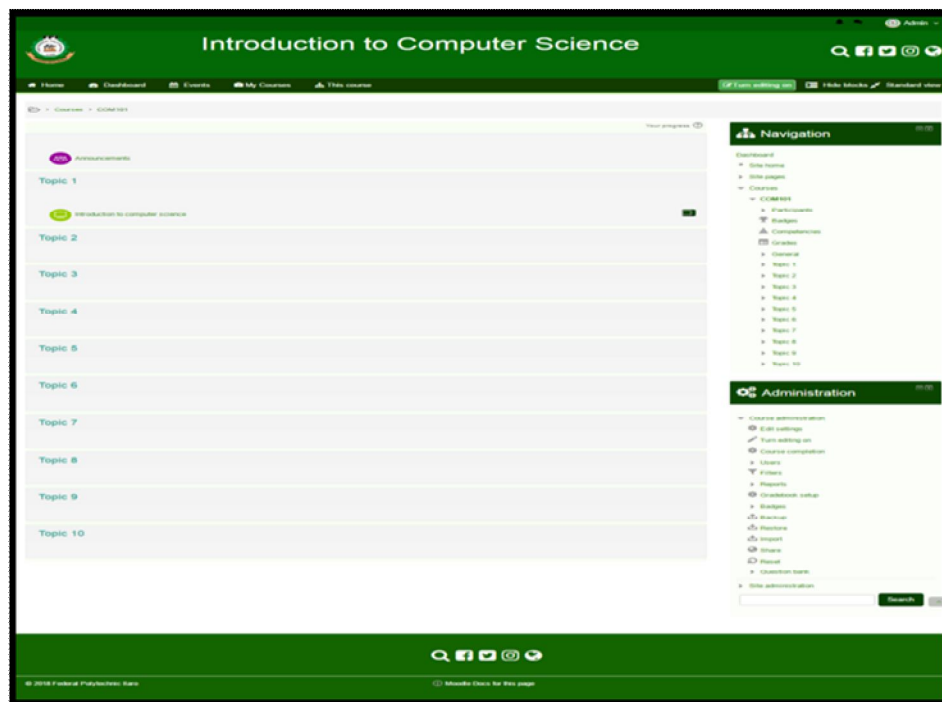 Admin
Introduction to Computer Science
Home Dashboard Events My Courses This course Turn editing on Hide blocks Standard view
Courses COM101
Your progress
Announcements
Topic 1
Introduction to computer science
Topic 2
Topic 3
Topic 4
Topic 5
Topic 6
Topic 7
Topic 8
Topic 9
Topic 10
Navigation
Dashboard
Site home
Site pages
Courses
COM101
Participants
Badges
Competencies
Grades
General
Topic 1
Topic 2
Topic 3
Topic 4
Topic 5
Topic 6
Topic 7
Topic 8
Topic 9
Topic 10
Administration
Course administration
Edit settings
Turn editing on
Course completion
Users
Filters
Reports
Gradebook setup
Badges
Backup
Restore
Import
Share
Reset
Question bank
Site administration
Search
© 2018 Federal Polytechnic Ilaro Moodle Docs for this page